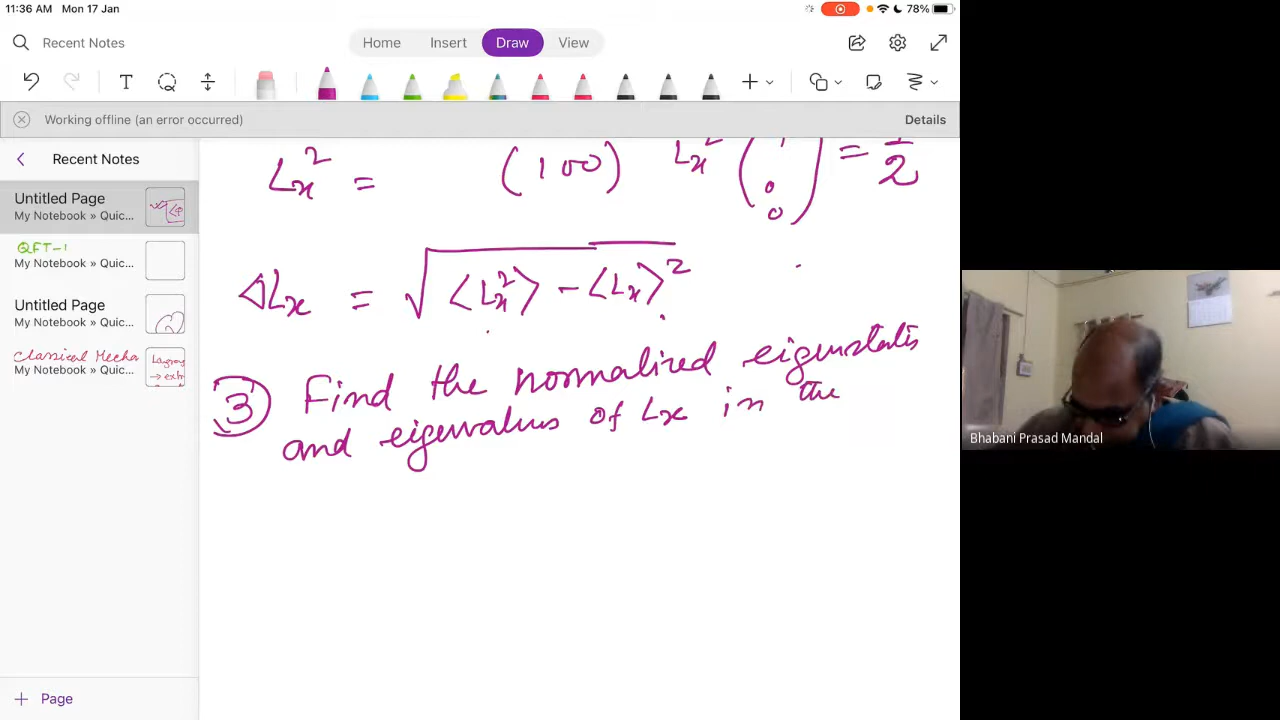 11:36 AM Mon 17 Jan
78%
Recent Notes
Home Insert Draw View
Working offline (an error occurred)
Details
Recent Notes
Untitled Page
My Notebook » Quic...
QFT-1
My Notebook » Quic...
Untitled Page
My Notebook » Quic...
Classical Mecha
My Notebook » Quic...
Page
Lx² = (1 0 0) Lx² (1 0 0) = 1/2
ΔLx = √⟨Lx²⟩ - ⟨Lx⟩²
③ Find the normalized eigenstates
and eigenvalues of Lx in the
Bhabani Prasad Mandal